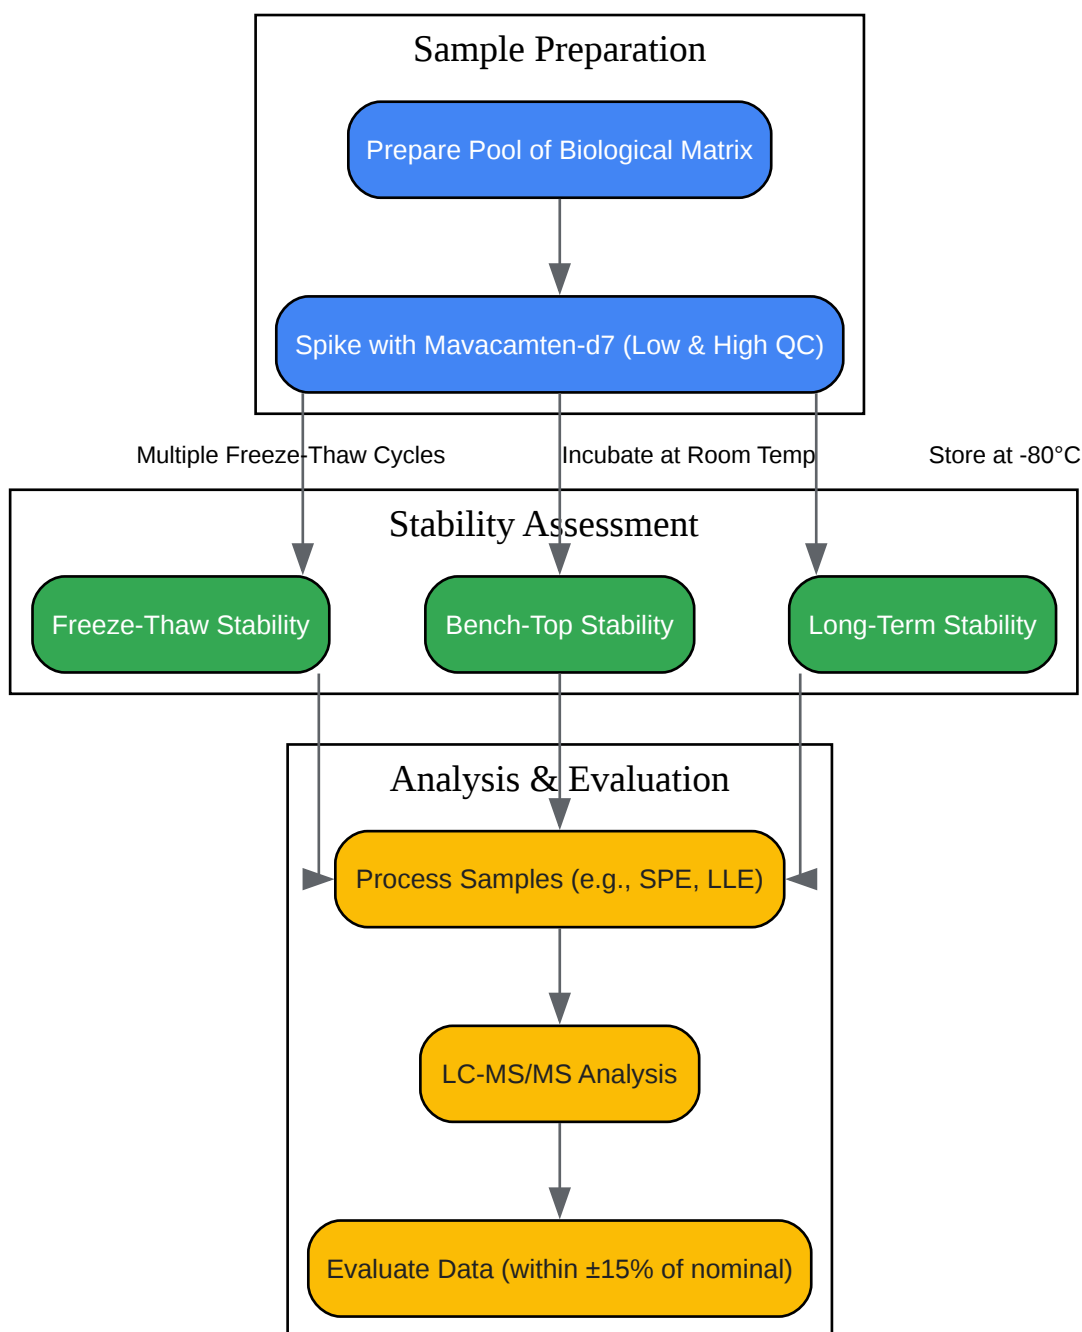 Sample Preparation
Prepare Pool of Biological Matrix
Spike with Mavacamten-d7 (Low & High QC)
Multiple Freeze-Thaw Cycles
Incubate at Room Temp
Store at -80°C
Stability Assessment
Freeze-Thaw Stability
Bench-Top Stability
Long-Term Stability
Analysis & Evaluation
Process Samples (e.g., SPE, LLE)
LC-MS/MS Analysis
Evaluate Data (within ±15% of nominal)